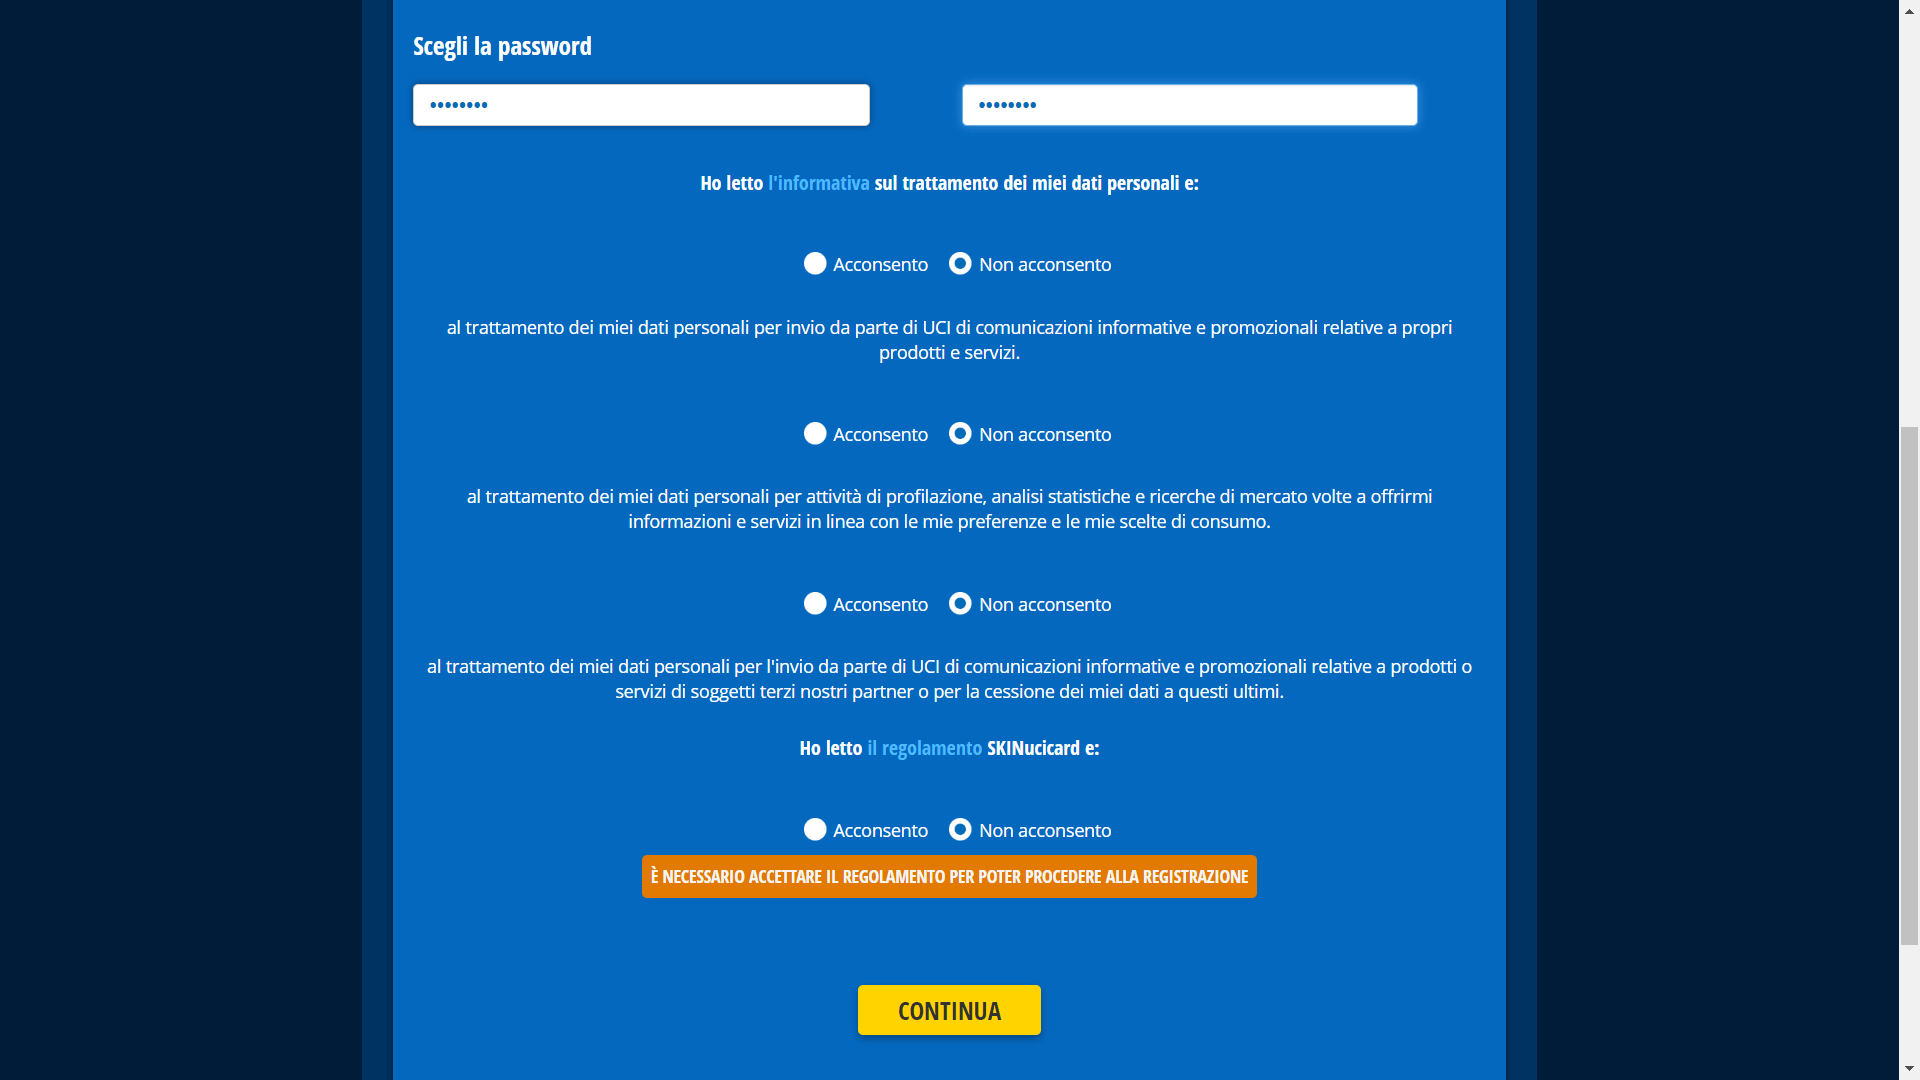 Scegli la password
••••••••
••••••••
Ho letto l'informativa sul trattamento dei miei dati personali e:
Acconsento Non acconsento
al trattamento dei miei dati personali per invio da parte di UCI di comunicazioni informative e promozionali relative a propri
prodotti e servizi.
Acconsento Non acconsento
al trattamento dei miei dati personali per attività di profilazione, analisi statistiche e ricerche di mercato volte a offrirmi
informazioni e servizi in linea con le mie preferenze e le mie scelte di consumo.
Acconsento Non acconsento
al trattamento dei miei dati personali per l'invio da parte di UCI di comunicazioni informative e promozionali relative a prodotti o
servizi di soggetti terzi nostri partner o per la cessione dei miei dati a questi ultimi.
Ho letto il regolamento SKINucicard e:
Acconsento Non acconsento
È NECESSARIO ACCETTARE IL REGOLAMENTO PER POTER PROCEDERE ALLA REGISTRAZIONE
CONTINUA